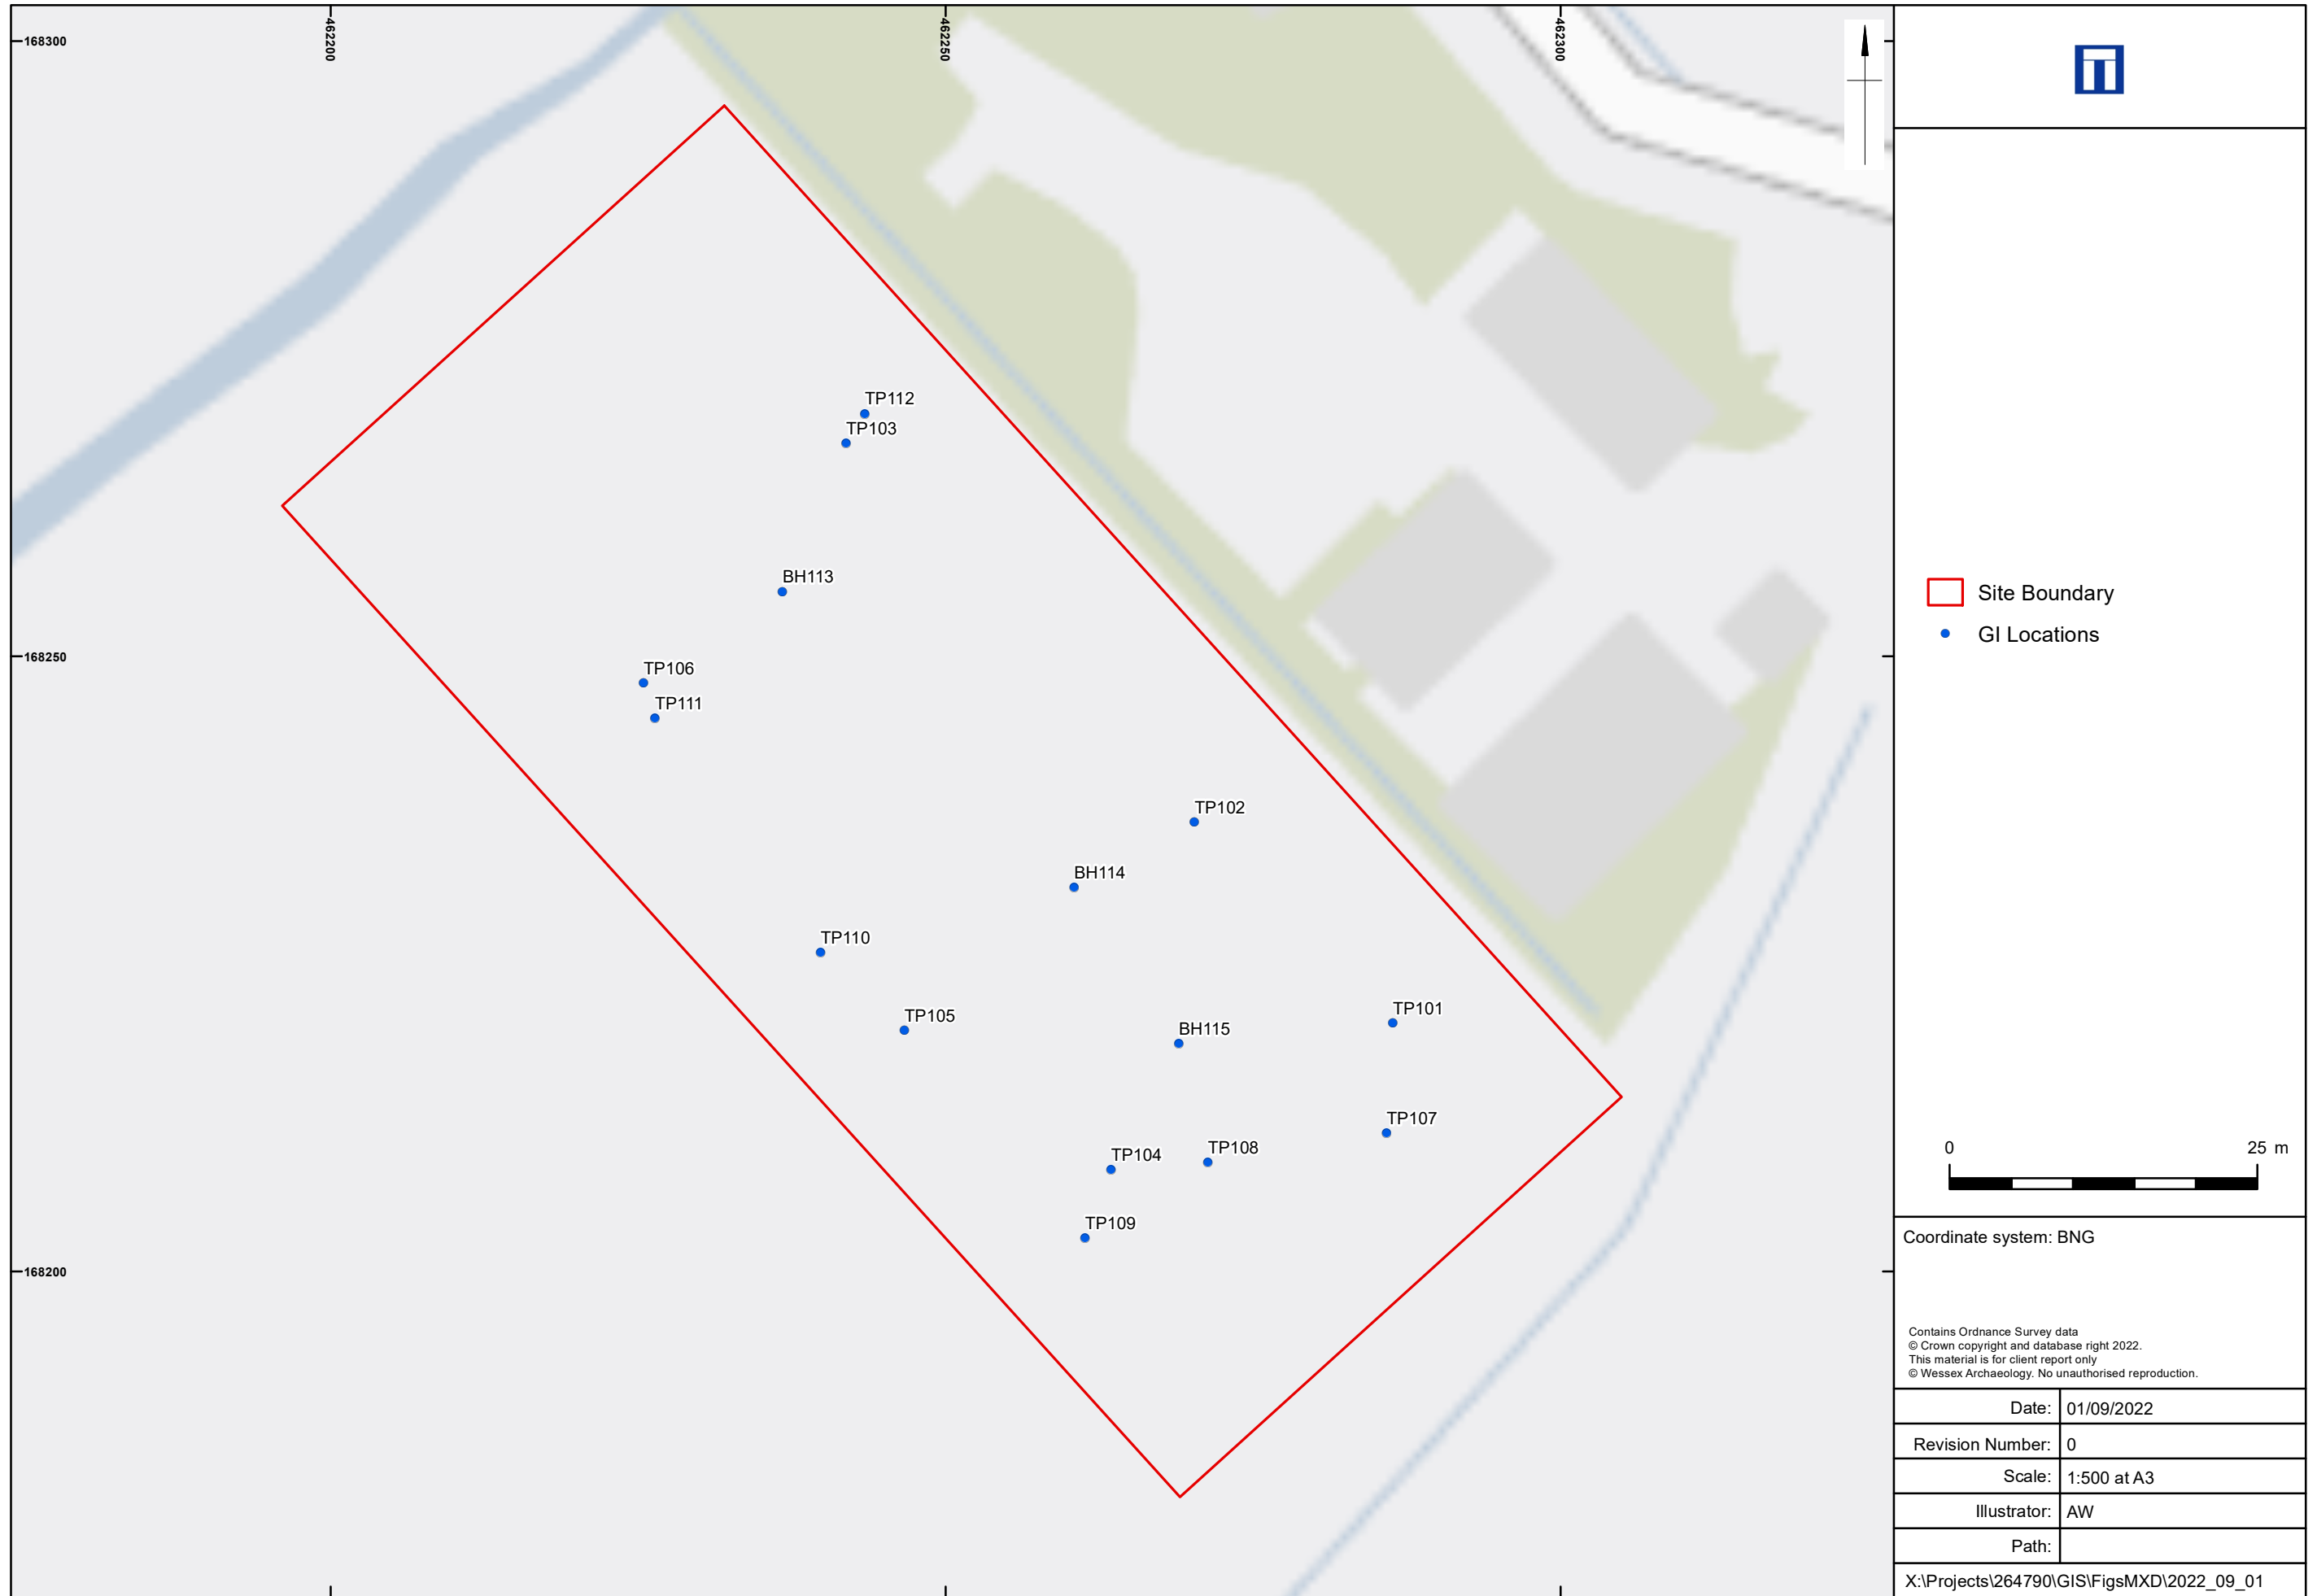 462200
462250
462300
168300
TP112
TP103
BH113
168250
TP106
TP111
TP102
BH114
TP110
TP105
TP101
BH115
TP107
TP108
TP104
TP109
168200
Site Boundary
GI Locations
0 25 m
Coordinate system: BNG
Contains Ordnance Survey data
© Crown copyright and database right 2022.
This material is for client report only
© Wessex Archaeology. No unauthorised reproduction.
Date: 01/09/2022
Revision Number: 0
Scale: 1:500 at A3
Illustrator: AW
Path:
X:\Projects\264790\GIS\FigsMXD\2022_09_01